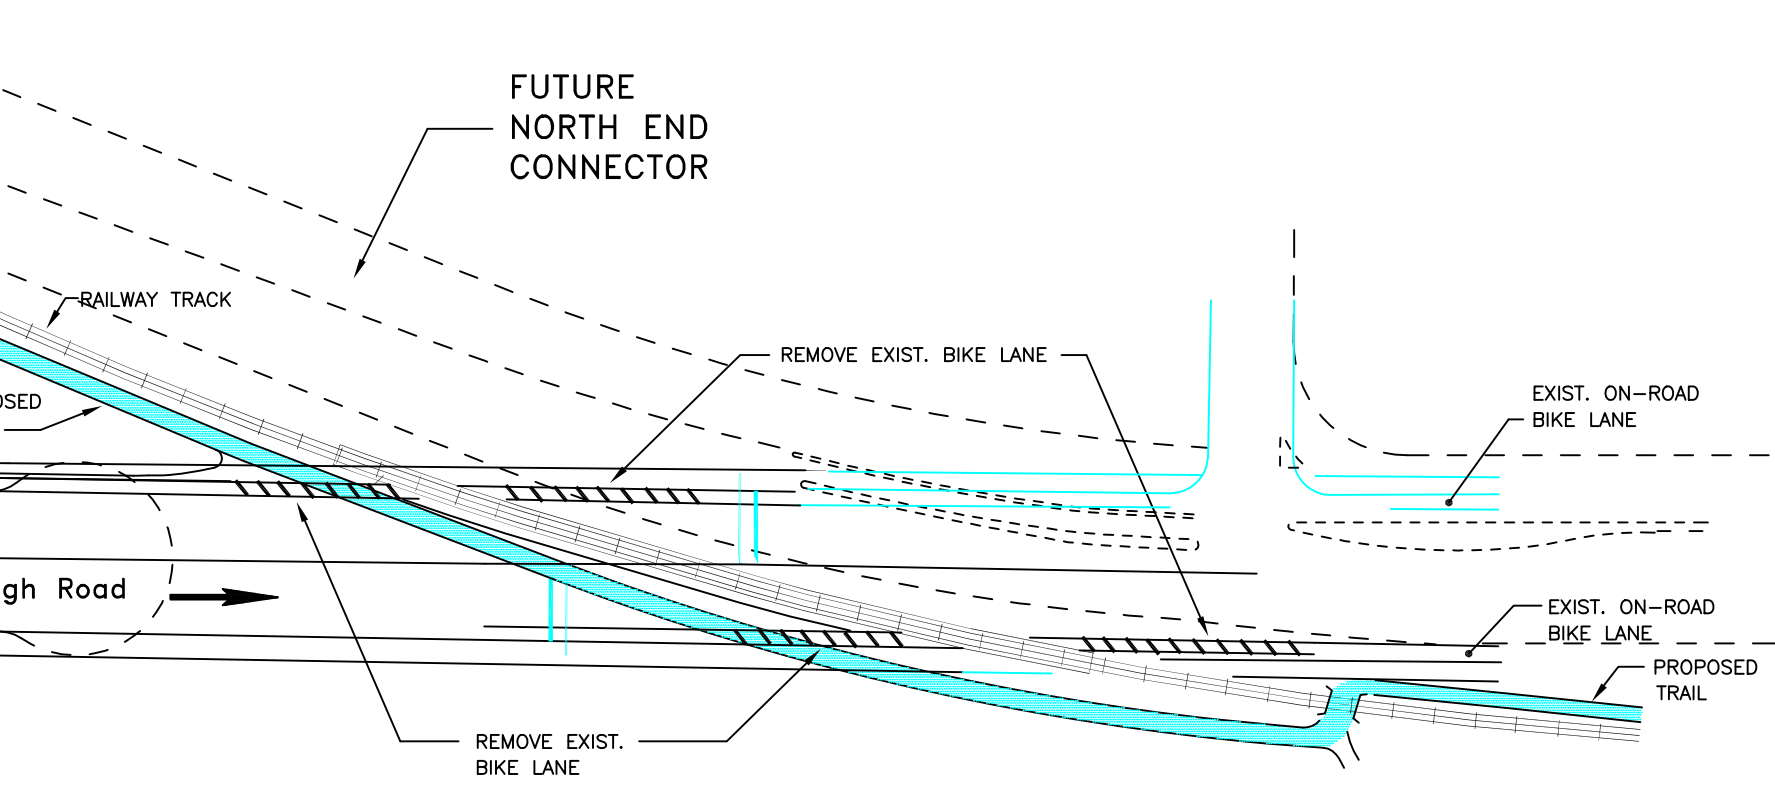 FUTURE
NORTH END
CONNECTOR
RAILWAY TRACK
REMOVE EXIST. BIKE LANE
EXIST. ON-ROAD
BIKE LANE
OSED
gh Road
EXIST. ON-ROAD
BIKE LANE
PROPOSED
TRAIL
REMOVE EXIST.
BIKE LANE